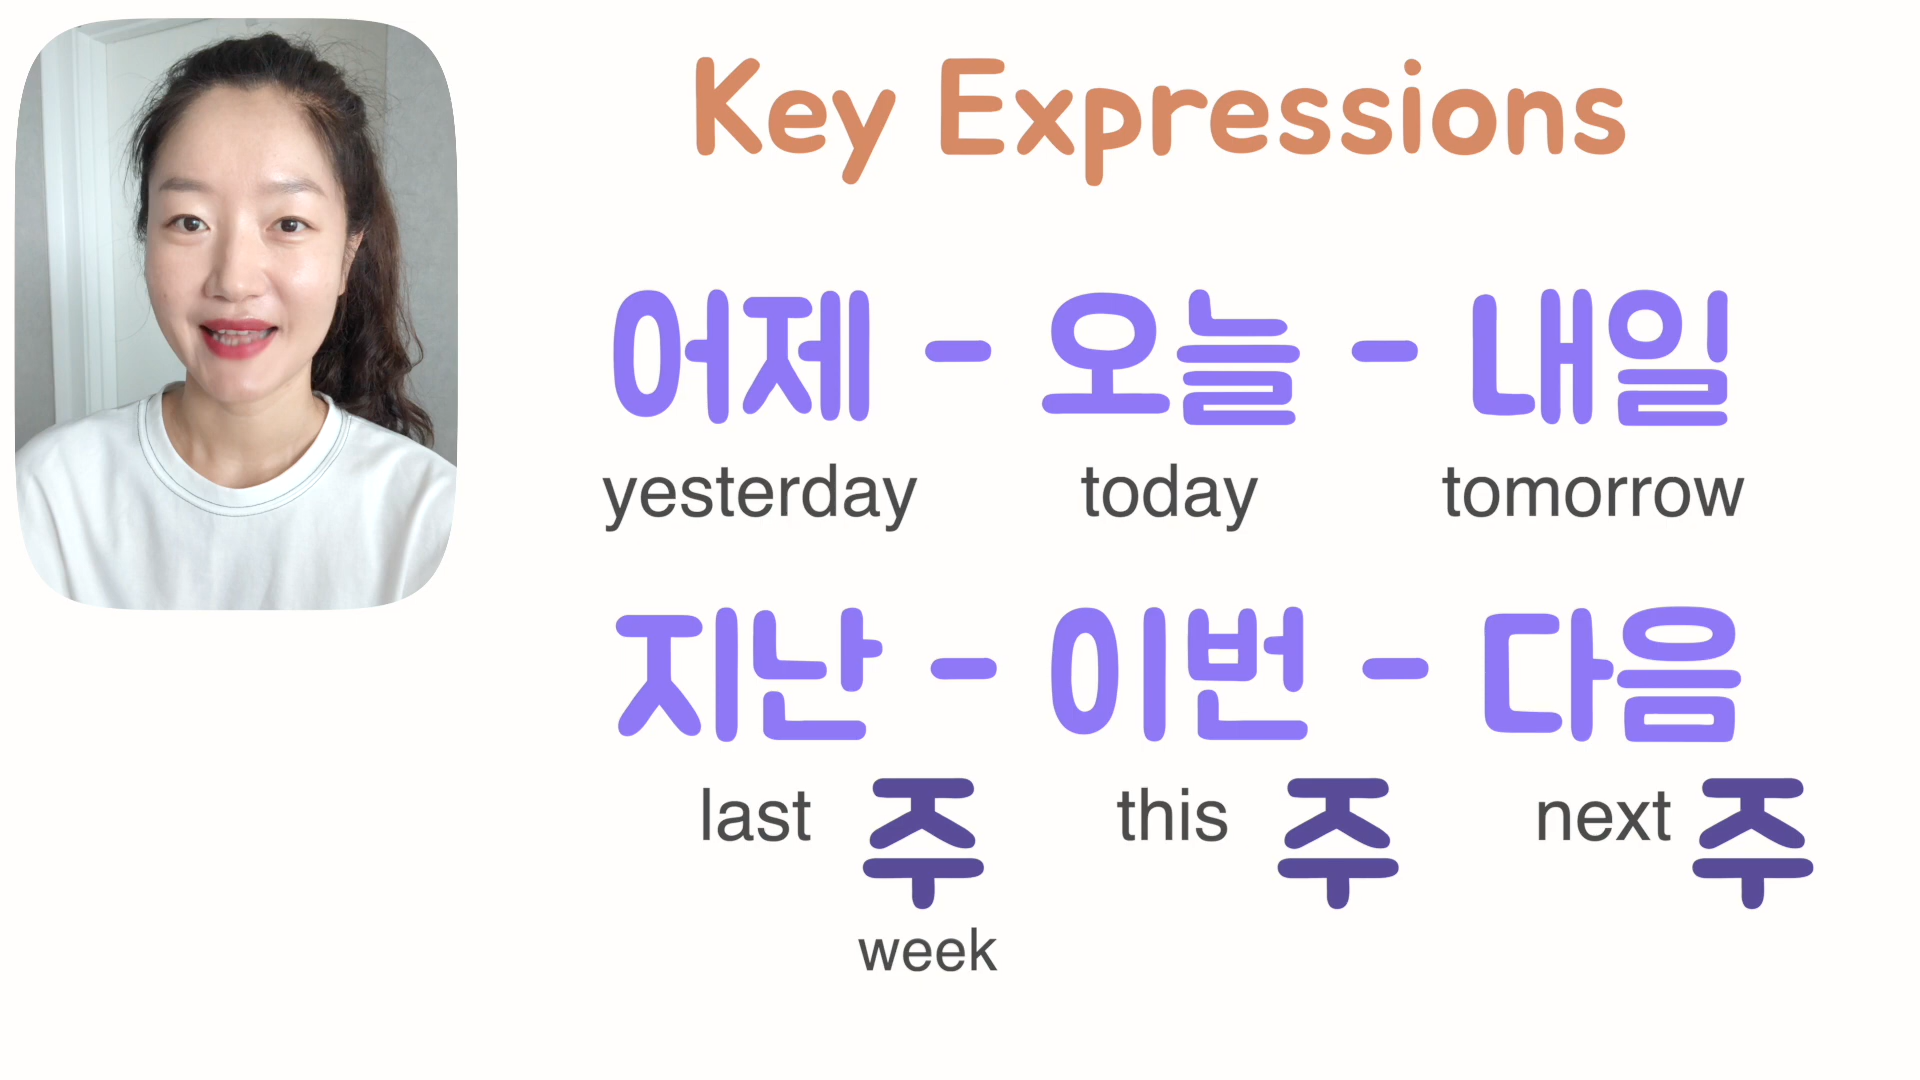 Key Expressions
어제 - 오늘 - 내일
yesterday today tomorrow
지난 - 이번 - 다음
last 주 this 주 next 주
week